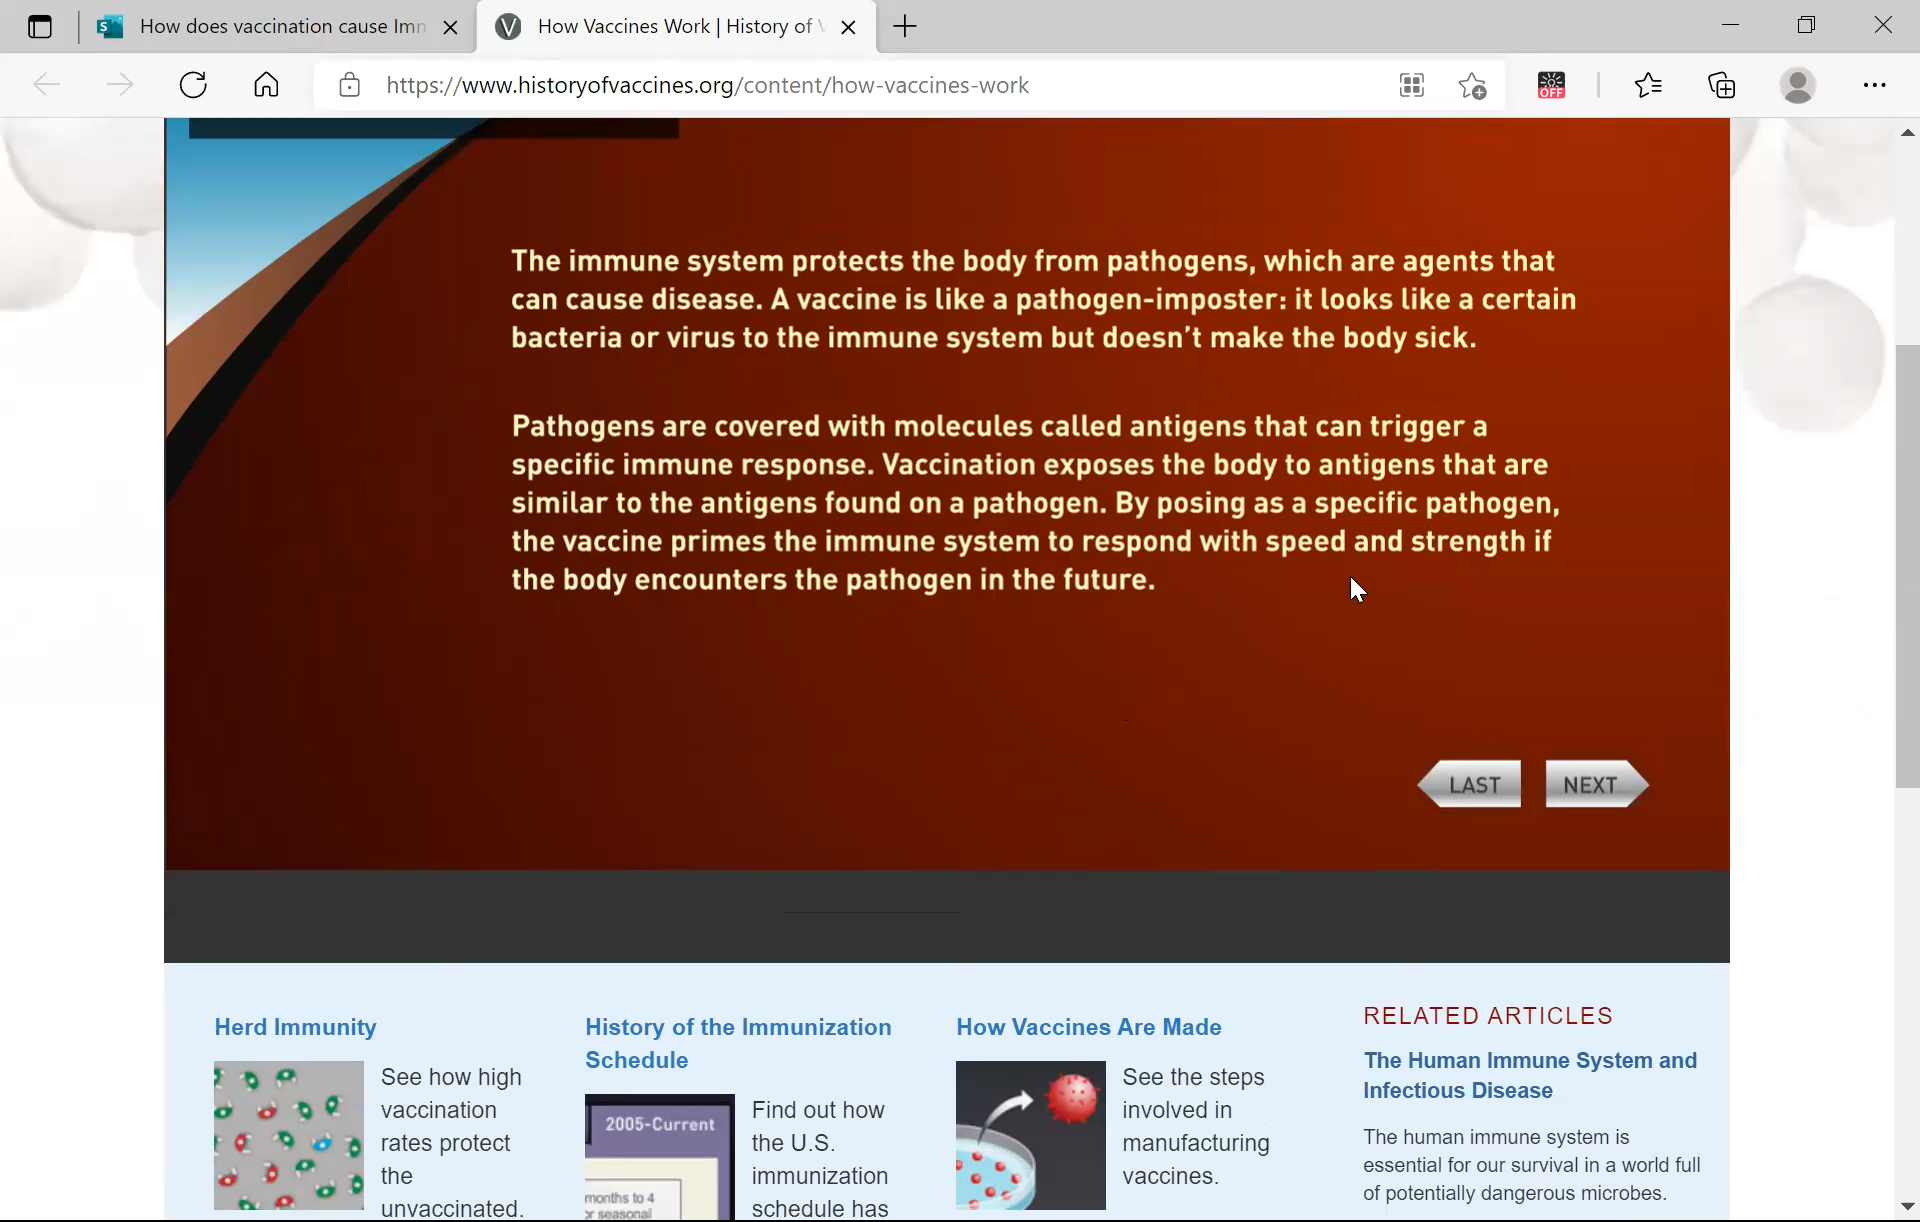 How does vaccination cause Imm
How Vaccines Work | History of V
https://www.historyofvaccines.org/content/how-vaccines-work
OFF
The immune system protects the body from pathogens, which are agents that
can cause disease. A vaccine is like a pathogen-imposter: it looks like a certain
bacteria or virus to the immune system but doesn't make the body sick.
Pathogens are covered with molecules called antigens that can trigger a
specific immune response. Vaccination exposes the body to antigens that are
similar to the antigens found on a pathogen. By posing as a specific pathogen,
the vaccine primes the immune system to respond with speed and strength if
the body encounters the pathogen in the future.
LAST NEXT
Herd Immunity
See how high
vaccination
rates protect
the
unvaccinated.
History of the Immunization
Schedule
2005-Current
months to 4
or seasonal
Find out how
the U.S.
immunization
schedule has
How Vaccines Are Made
See the steps
involved in
manufacturing
vaccines.
RELATED ARTICLES
The Human Immune System and
Infectious Disease
The human immune system is
essential for our survival in a world full
of potentially dangerous microbes.